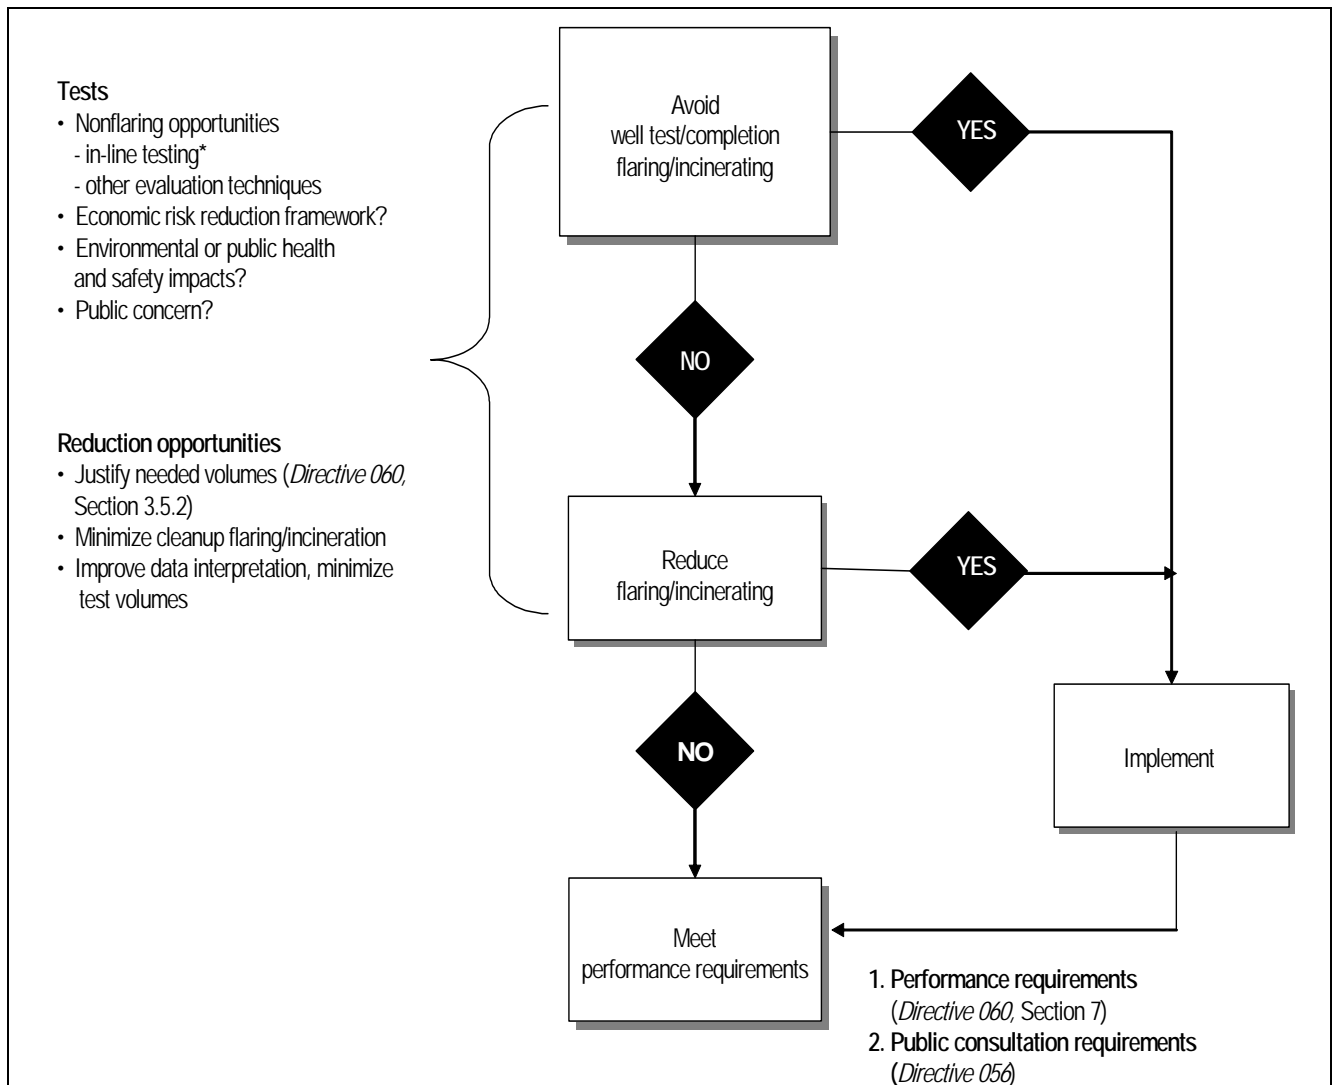 Tests
• Nonflaring opportunities
- in-line testing*
- other evaluation techniques
• Economic risk reduction framework?
• Environmental or public health
and safety impacts?
• Public concern?
Reduction opportunities
• Justify needed volumes (Directive 060,
Section 3.5.2)
• Minimize cleanup flaring/incineration
• Improve data interpretation, minimize
test volumes
Avoid
well test/completion
flaring/incinerating
YES
NO
Reduce
flaring/incinerating
YES
NO
Implement
Meet
performance requirements
1. Performance requirements
(Directive 060, Section 7)
2. Public consultation requirements
(Directive 056)